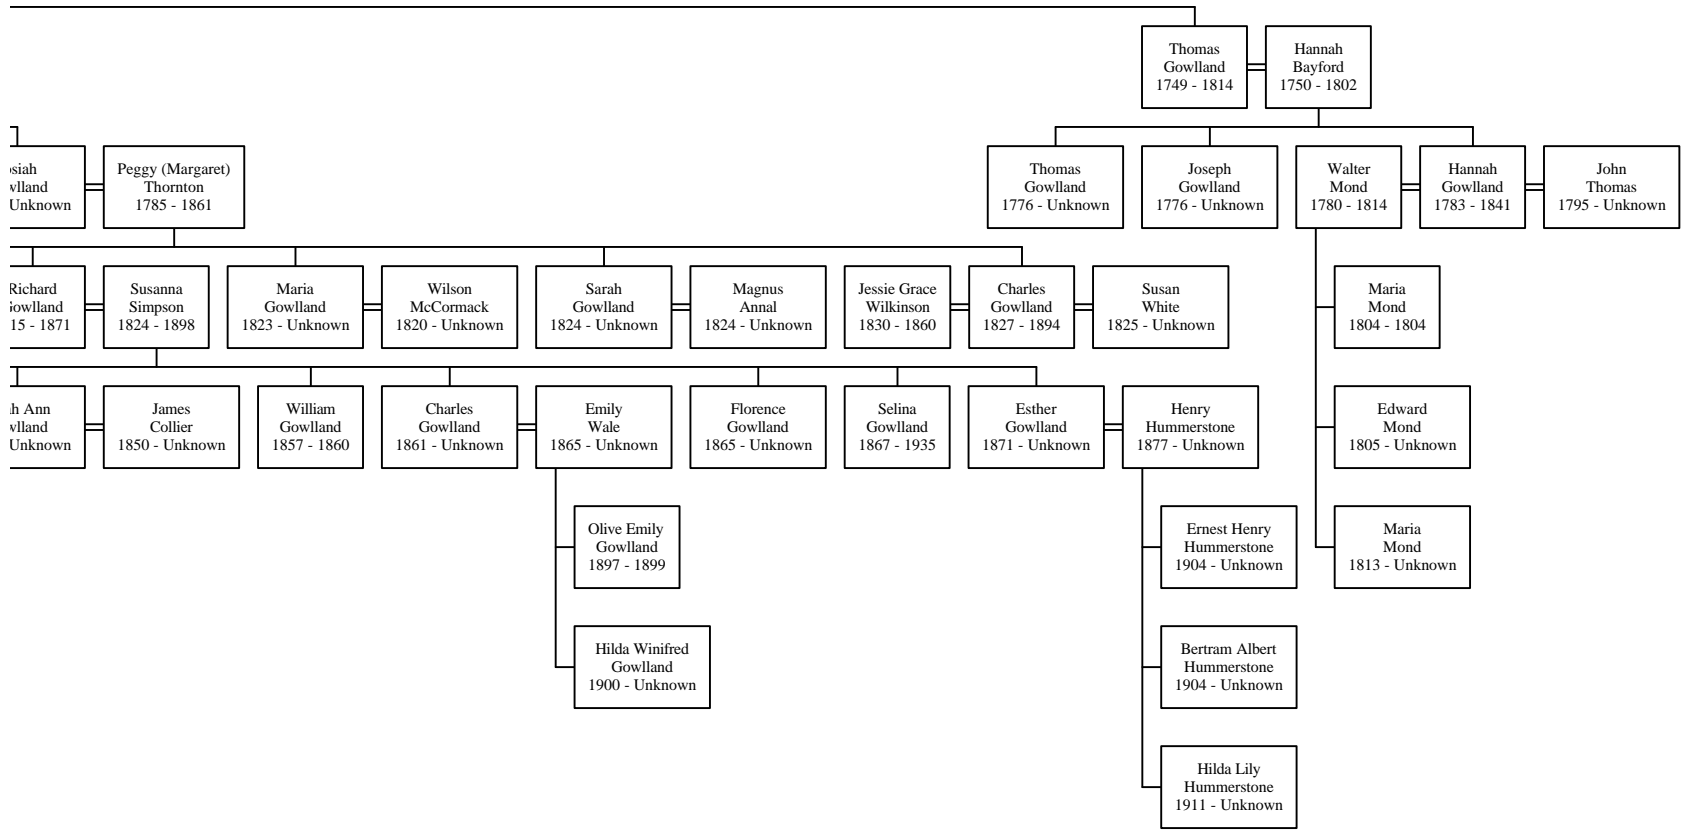 Thomas
Gowlland
1749 - 1814
Hannah
Bayford
1750 - 1802
Unknown
Peggy (Margaret)
Thornton
1785 - 1861
Thomas
Gowlland
1776 - Unknown
Joseph
Gowlland
1776 - Unknown
Walter
Mond
1780 - 1814
Hannah
Gowlland
1783 - 1841
John
Thomas
1795 - Unknown
Richard
- 1871
Susanna
Simpson
1824 - 1898
Maria
Gowlland
1823 - Unknown
Wilson
McCormack
1820 - Unknown
Sarah
Gowlland
1824 - Unknown
Magnus
Annal
1824 - Unknown
Jessie Grace
Wilkinson
1830 - 1860
Charles
Gowlland
1827 - 1894
Susan
White
1825 - Unknown
Maria
Mond
1804 - 1804
Ann
Unknown
James
Collier
1850 - Unknown
William
Gowlland
1857 - 1860
Charles
Gowlland
1861 - Unknown
Emily
Wale
1865 - Unknown
Florence
Gowlland
1865 - Unknown
Selina
Gowlland
1867 - 1935
Esther
Gowlland
1871 - Unknown
Henry
Hummerstone
1877 - Unknown
Edward
Mond
1805 - Unknown
Olive Emily
Gowlland
1897 - 1899
Ernest Henry
Hummerstone
1904 - Unknown
Maria
Mond
1813 - Unknown
Hilda Winifred
Gowlland
1900 - Unknown
Bertram Albert
Hummerstone
1904 - Unknown
Hilda Lily
Hummerstone
1911 - Unknown